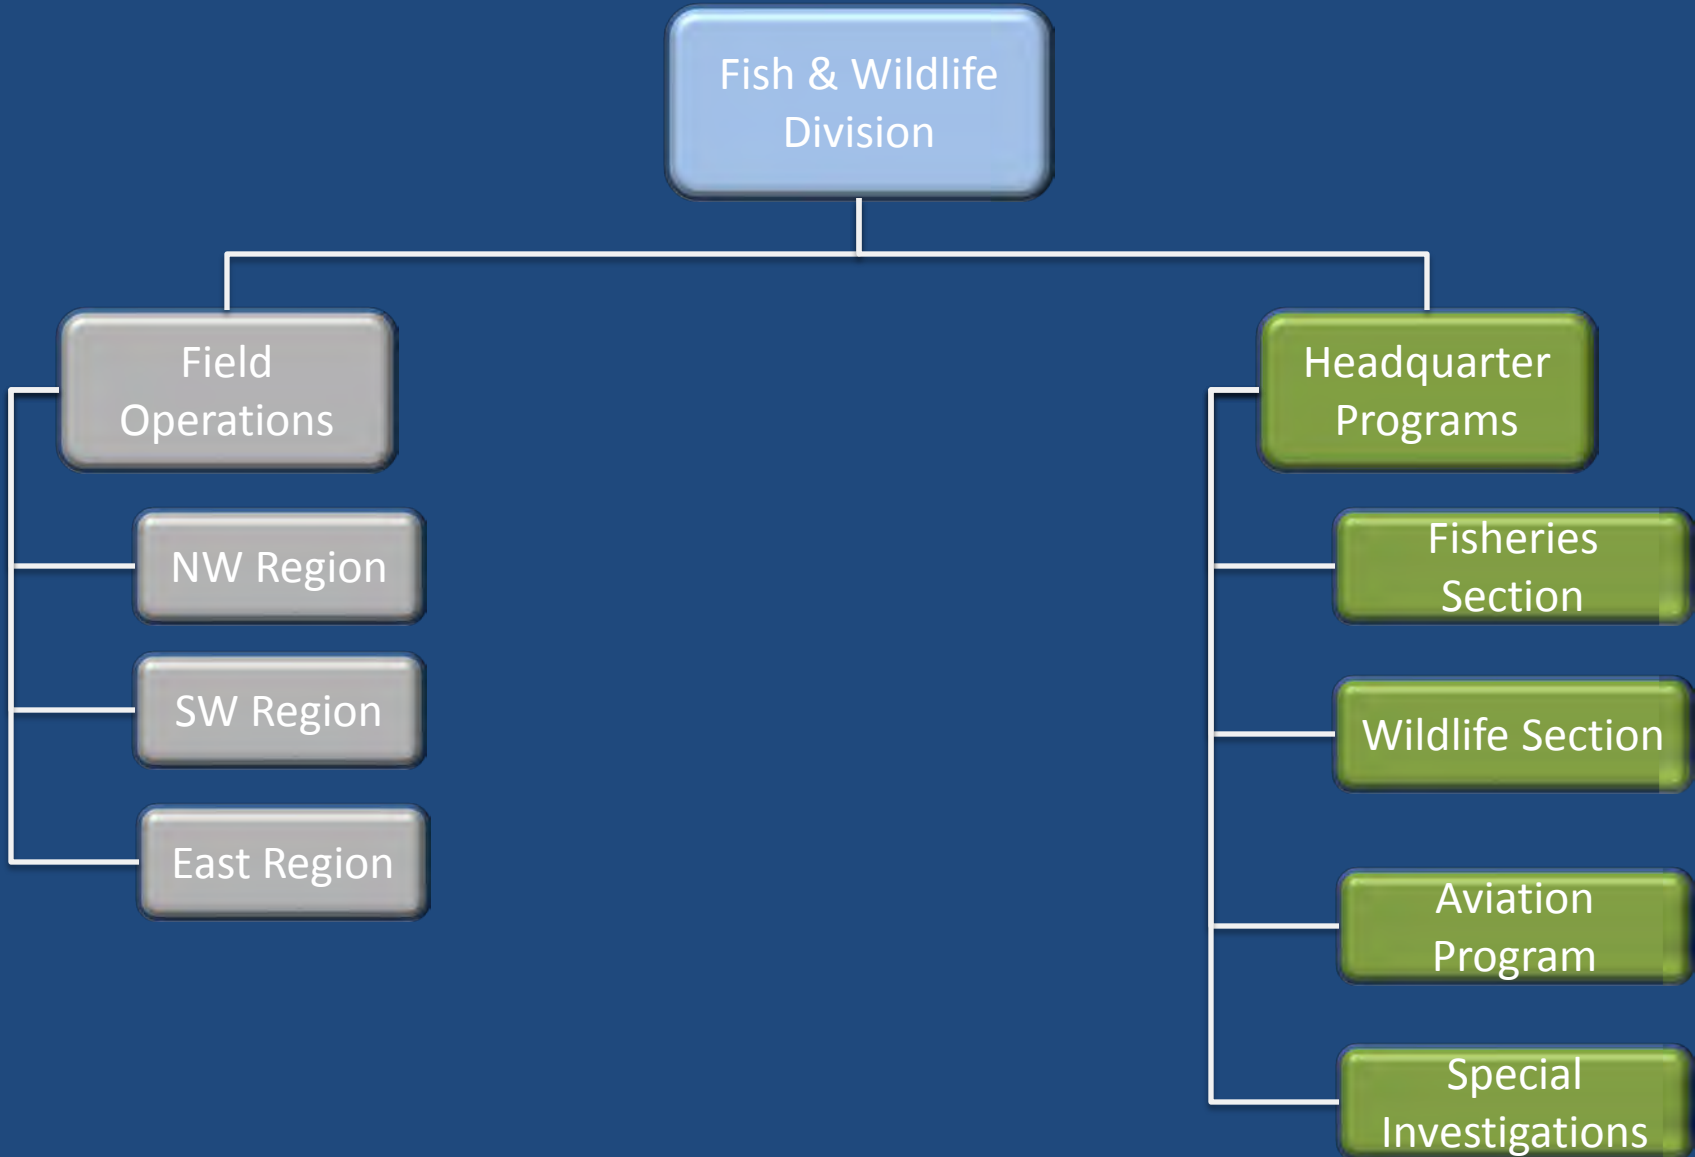 Fish & Wildlife
Division
Field
Operations
NW Region
SW Region
East Region
Headquarter
Programs
Fisheries
Section
Wildlife Section
Aviation
Program
Special
Investigations